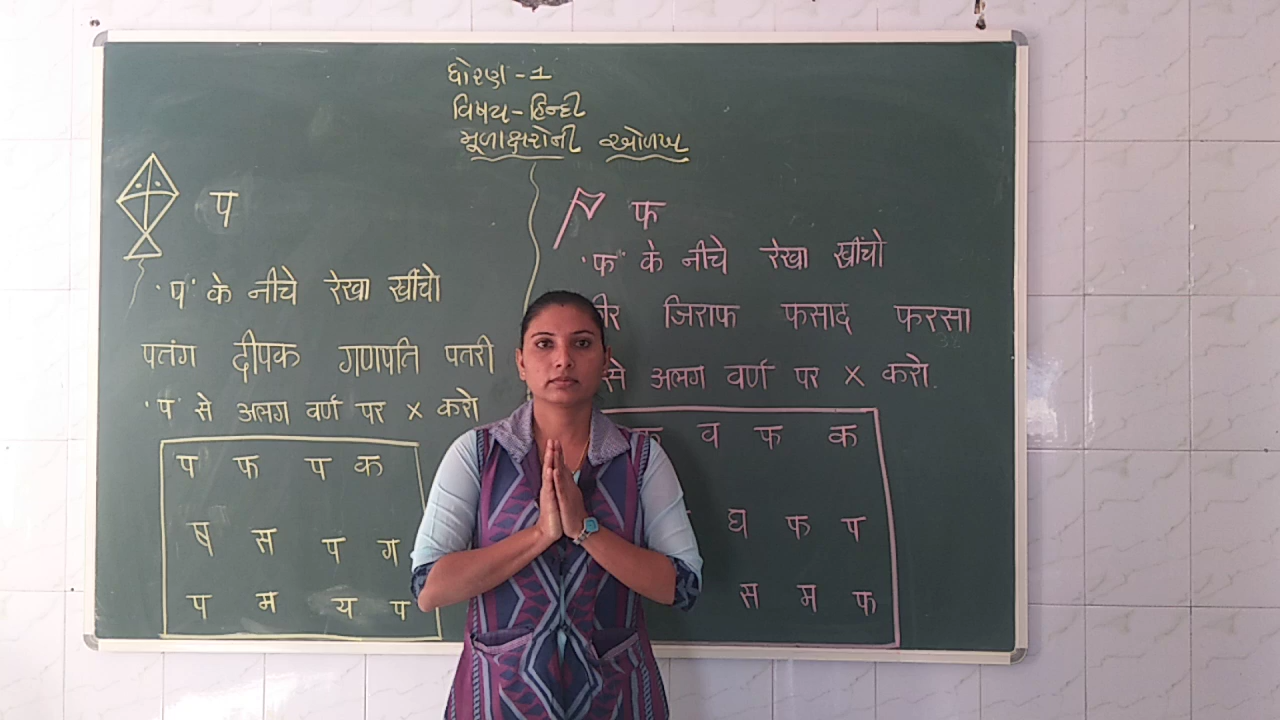 ધોરણ - 1
વિષય - હિન્દી
મૂળાક્ષરોની ઓળખ
प
'प' के नीचे रेखा खींचो
पतंग दीपक गणपति पतरी
'प' से अलग वर्ण पर × करो
प फ प क
ष स प ग
प म य प
फ
'फ' के नीचे रेखा खींचो
जिराफ फसाद फरसा
से अलग वर्ण पर × करो.
व फ क
घ फ प
स म फ